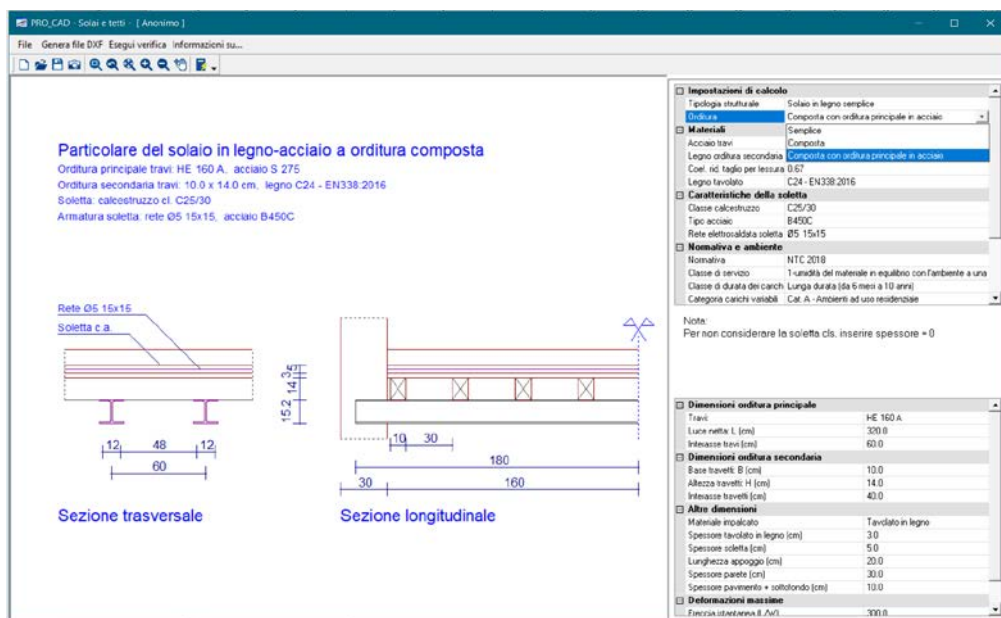 PRO_CAD - Solai e tetti - [ Anonimo ]
File Genera file DXF Esegui verifica Informazioni su...
Particolare del solaio in legno-acciaio a orditura composta
Orditura principale travi: HE 160 A, acciaio S 275
Orditura secondaria travi: 10.0 x 14.0 cm, legno C24 - EN338:2016
Soletta: calcestruzzo cl. C25/30
Armatura soletta: rete Ø5 15x15, acciaio B450C
Rete Ø5 15x15
Soletta c.a.
12 48 12
60
3 5
14
15.2
10 30
180
30 160
Sezione trasversale
Sezione longitudinale
Impostazioni di calcolo
Tipologia strutturale Solaio in legno semplice
Orditura Composta con orditura principale in acciaio
Materiali Semplice
Acciaio travi Composta
Legno orditura secondaria Composta con orditura principale in acciaio
Coef. rid. taglio per fessura 0.67
Legno tavolato C24 - EN338:2016
Caratteristiche della soletta
Classe calcestruzzo C25/30
Tipo acciaio B450C
Rete elettrosaldata soletta Ø5 15x15
Normativa e ambiente
Normativa NTC 2018
Classe di servizio 1-umidità del materiale in equilibrio con l'ambiente a una
Classe di durata dei carich Lunga durata (da 6 mesi a 10 anni)
Categoria carichi variabili Cat. A - Ambienti ad uso residenziale
Nota:
Per non considerare la soletta cls. inserire spessore = 0
Dimensioni orditura principale
Travi: HE 160 A
Luce netta: L (cm) 320.0
Interasse travi (cm) 60.0
Dimensioni orditura secondaria
Base travetti: B (cm) 10.0
Altezza travetti: H (cm) 14.0
Interasse travetti (cm) 40.0
Altre dimensioni
Materiale impalcato Tavolato in legno
Spessore tavolato in legno (cm) 3.0
Spessore soletta (cm) 5.0
Lunghezza appoggio (cm) 20.0
Spessore parete (cm) 30.0
Spessore pavimento + sottofondo (cm) 10.0
Deformazioni massime
Freccia istantanea (L/W) 300.0